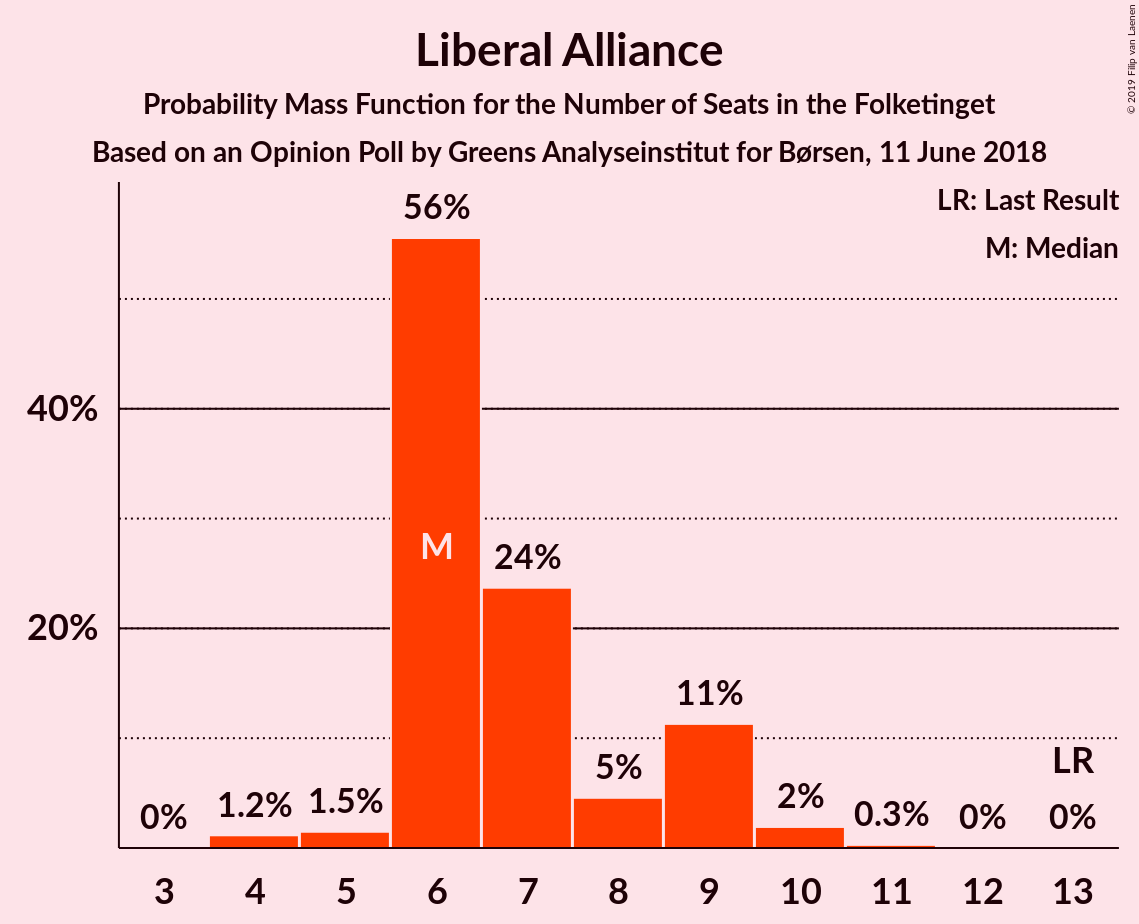 Liberal Alliance
Probability Mass Function for the Number of Seats in the Folketinget
Based on an Opinion Poll by Greens Analyseinstitut for Børsen, 11 June 2018
© 2019 Filip van Laenen
LR: Last Result
M: Median
56%
40%
M
24%
20%
11%
LR
5%
0% 1.2% 1.5% 2% 0.3% 0% 0%
3 4 5 6 7 8 9 10 11 12 13